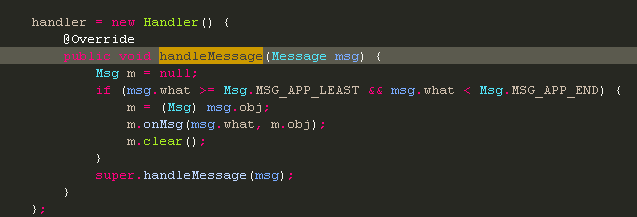 handler = new Handler() {
@Override
public void handleMessage(Message msg) {
Msg m = null;
if (msg.what >= Msg.MSG_APP_LEAST && msg.what < Msg.MSG_APP_END) {
m = (Msg) msg.obj;
m.onMsg(msg.what, m.obj);
m.clear();
}
super.handleMessage(msg);
}
};